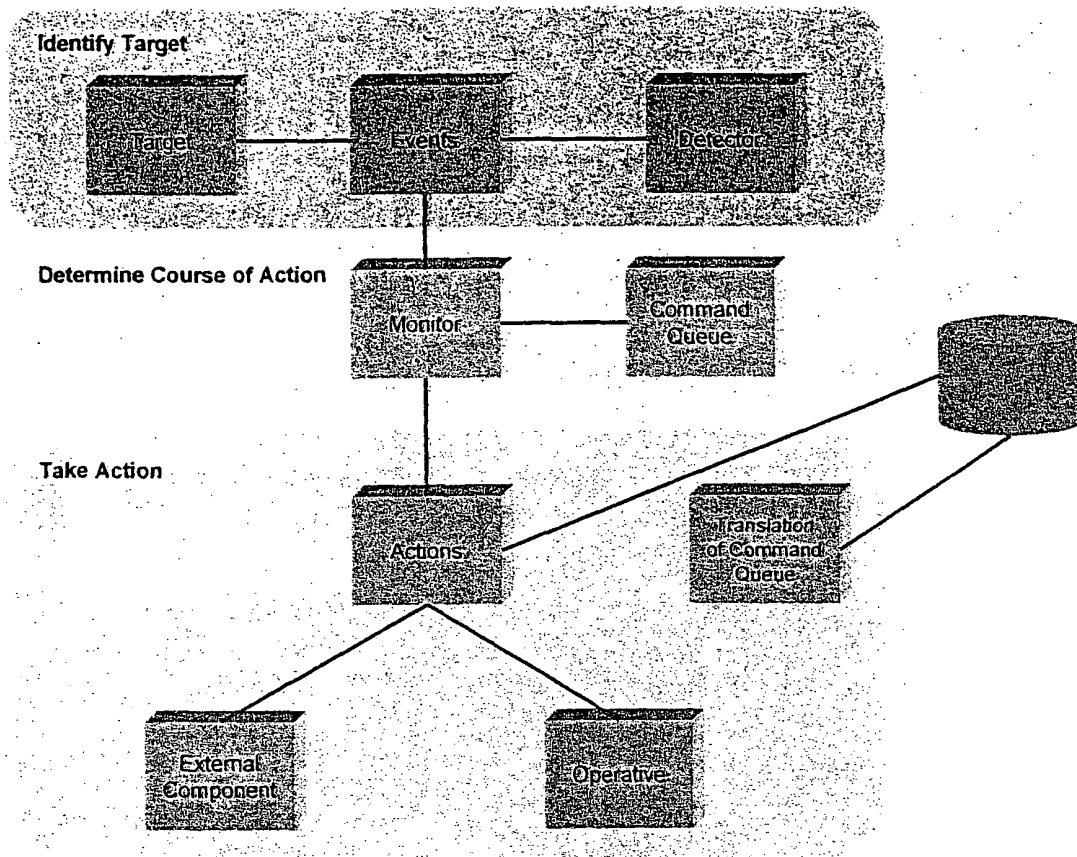 Identify Target
Target
Events
Detector
Determine Course of Action
Monitor
Command
Queue
Take Action
Actions
Translation
of Command
Queue
External
Component
Operative